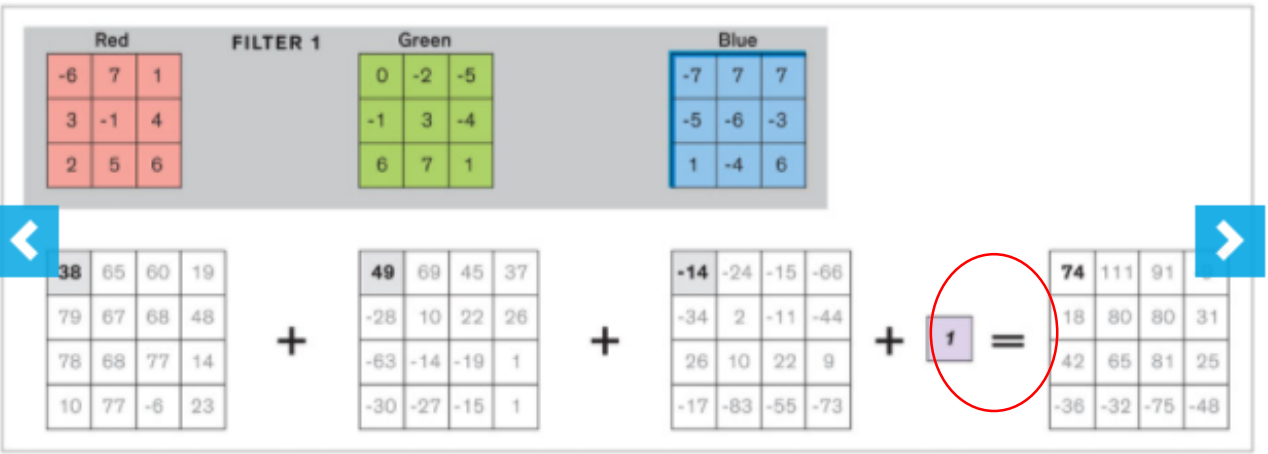 Red FILTER 1 Green Blue
-6 7 1 0 -2 -5 -7 7 7
3 -1 4 -1 3 -4 -5 -6 -3
2 5 6 6 7 1 1 -4 6
38 65 60 19 49 69 45 37 -14 -24 -15 -66 74 111 91
79 67 68 48 -28 10 22 26 -34 2 -11 -44 18 80 80 31
+ + + 1 =
78 68 77 14 -63 -14 -19 1 26 10 22 9 42 65 81 25
10 77 -6 23 -30 -27 -15 1 -17 -83 -55 -73 -36 -32 -75 -48